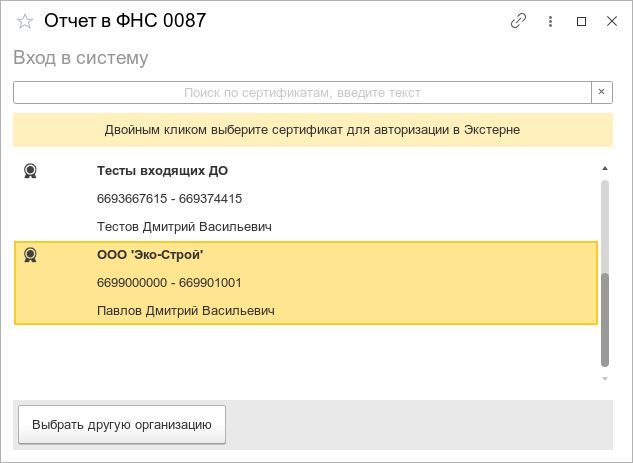 Отчет в ФНС 0087
Вход в систему
Поиск по сертификатам, введите текст
Двойным кликом выберите сертификат для авторизации в Экстерне
Тесты входящих ДО
6693667615 - 669374415
Тестов Дмитрий Васильевич
ООО 'Эко-Строй'
6699000000 - 669901001
Павлов Дмитрий Васильевич
Выбрать другую организацию